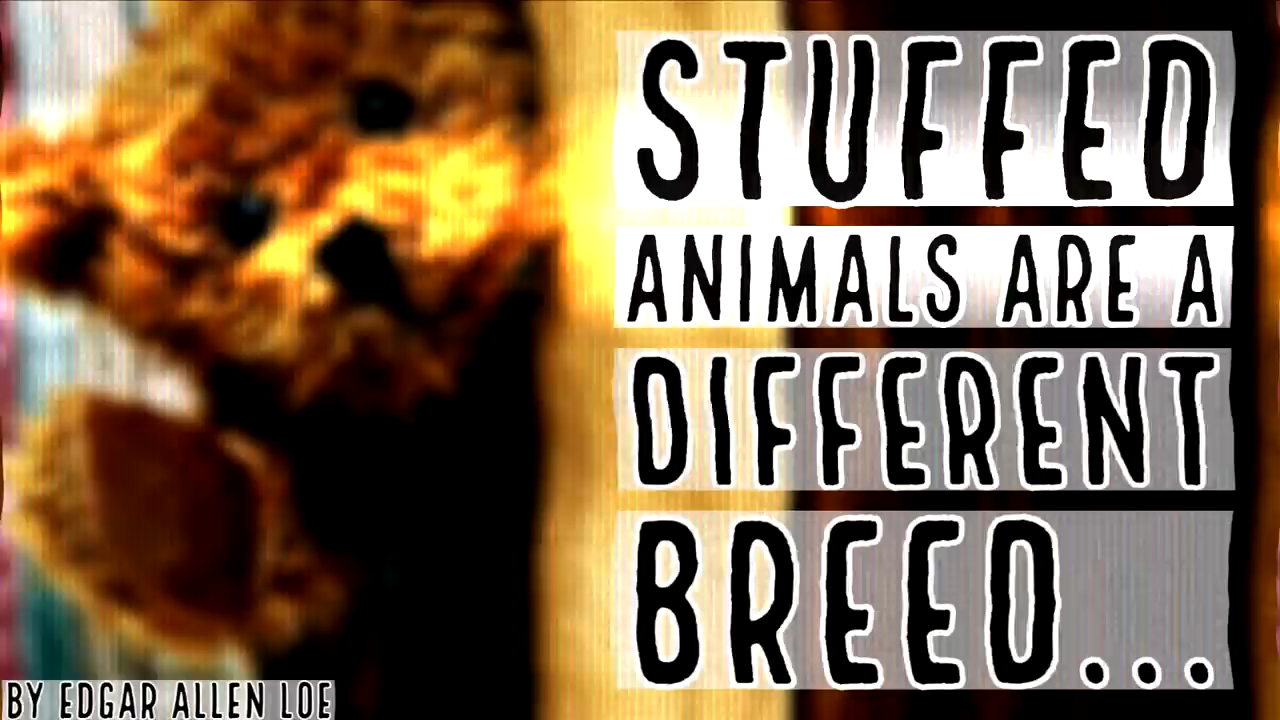 STUFFED
ANIMALS ARE A
DIFFERENT
BREED...
BY EDGAR ALLEN LOE